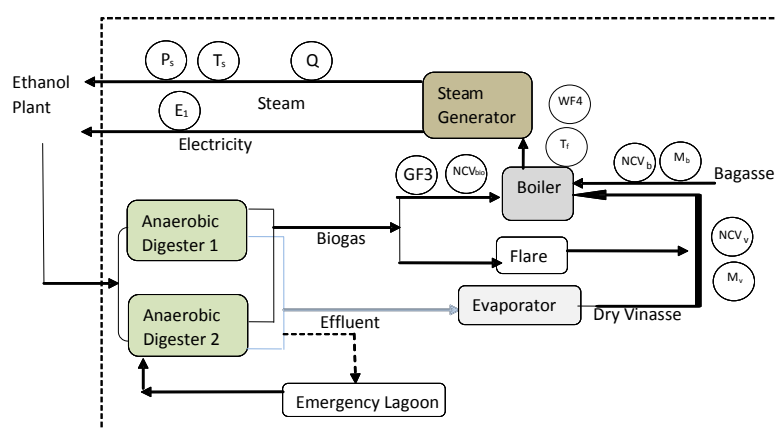 Ps
Ts
Q
Ethanol
Plant
Steam
Steam
Generator
WF4
E1
Electricity
Tf
GF3
NCVbio
Boiler
NCVb
Mb
Bagasse
Anaerobic
Digester 1
Biogas
Flare
NCVv
Mv
Anaerobic
Digester 2
Effluent
Evaporator
Dry Vinasse
Emergency Lagoon